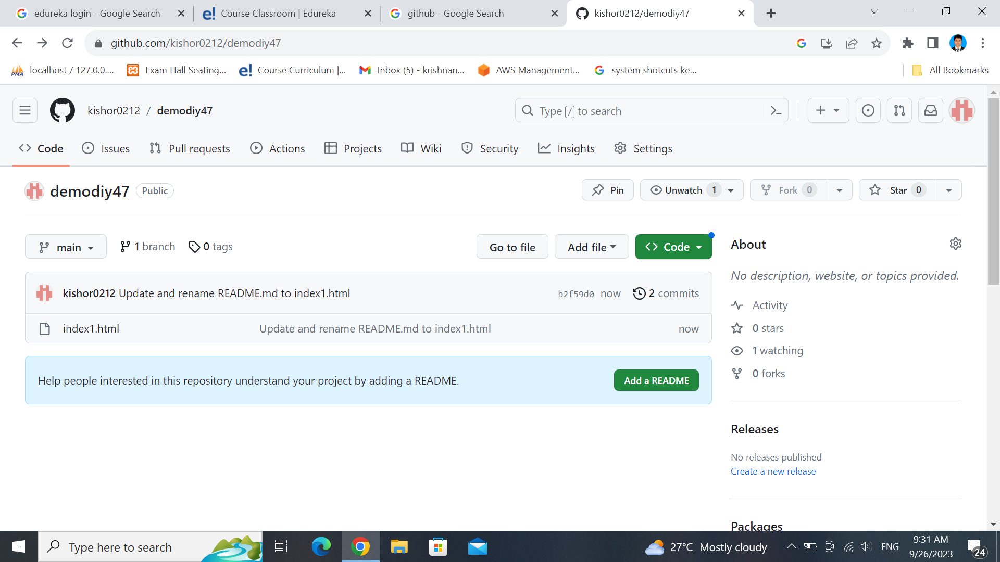 edureka login - Google Search
Course Classroom | Edureka
github - Google Search
kishor0212/demodiy47
github.com/kishor0212/demodiy47
localhost / 127.0.0....
Exam Hall Seating...
Course Curriculum |...
Inbox (5) - krishnan...
AWS Management...
system shotcuts ke...
All Bookmarks
kishor0212 / demodiy47
Type / to search
Code
Issues
Pull requests
Actions
Projects
Wiki
Security
Insights
Settings
demodiy47 Public
Pin
Unwatch 1
Fork 0
Star 0
main
1 branch
0 tags
Go to file
Add file
Code
kishor0212 Update and rename README.md to index1.html
b2f59d0 now
2 commits
index1.html
Update and rename README.md to index1.html
now
Help people interested in this repository understand your project by adding a README.
Add a README
About
No description, website, or topics provided.
Activity
0 stars
1 watching
0 forks
Releases
No releases published
Create a new release
Packages
Type here to search
27°C Mostly cloudy
ENG
9:31 AM
9/26/2023
24